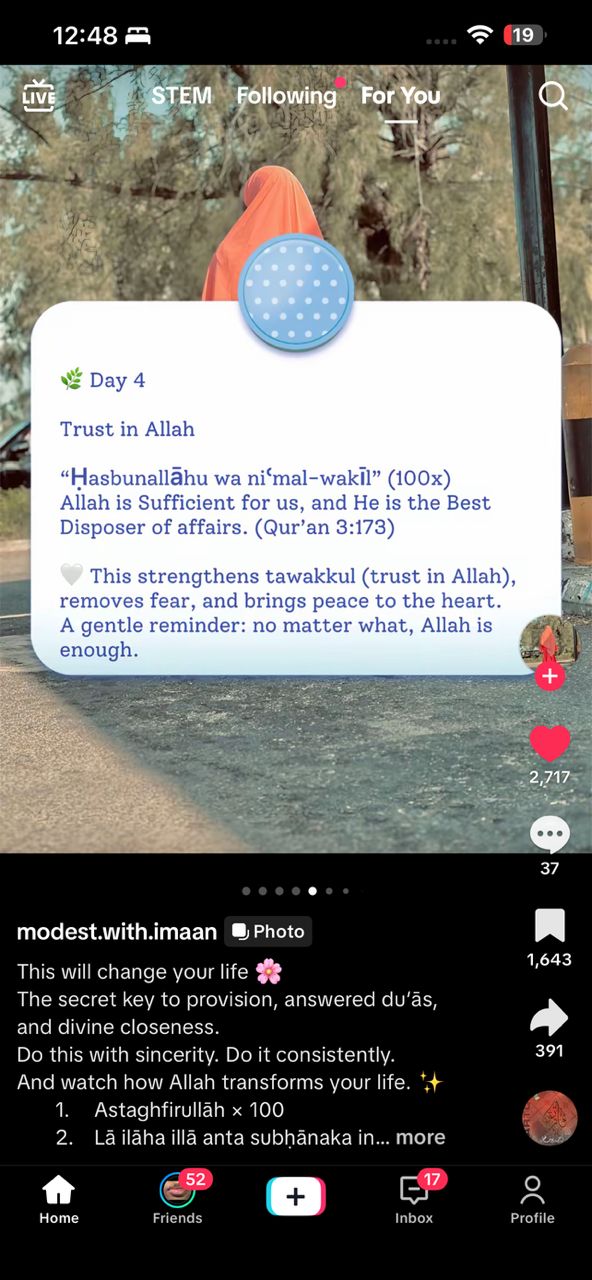 12:48
19
LIVE
STEM Following For You
🌿 Day 4
Trust in Allah
“Ḥasbunallāhu wa niʿmal-wakīl” (100x)
Allah is Sufficient for us, and He is the Best
Disposer of affairs. (Qur’an 3:173)
🤍 This strengthens tawakkul (trust in Allah),
removes fear, and brings peace to the heart.
A gentle reminder: no matter what, Allah is
enough.
2,717
37
1,643
391
modest.with.imaan Photo
This will change your life 🌸
The secret key to provision, answered du‘ās,
and divine closeness.
Do this with sincerity. Do it consistently.
And watch how Allah transforms your life. ✨
1. Astaghfirullāh × 100
2. Lā ilāha illā anta subḥānaka in... more
52
17
Home
Friends
Inbox
Profile